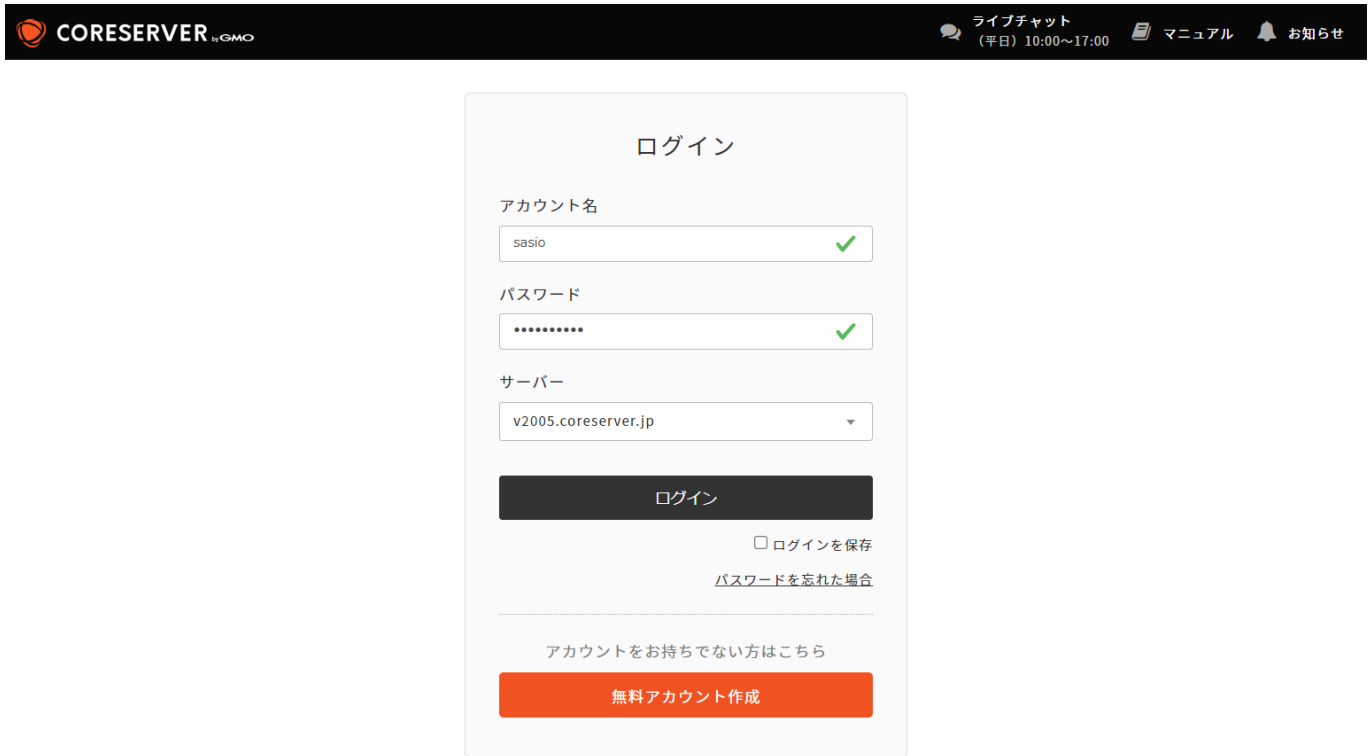 CORESERVER by GMO
ライブチャット
（平日）10:00～17:00
マニュアル
お知らせ
ログイン
アカウント名
sasio
パスワード
••••••••••
サーバー
v2005.coreserver.jp
ログイン
ログインを保存
パスワードを忘れた場合
アカウントをお持ちでない方はこちら
無料アカウント作成